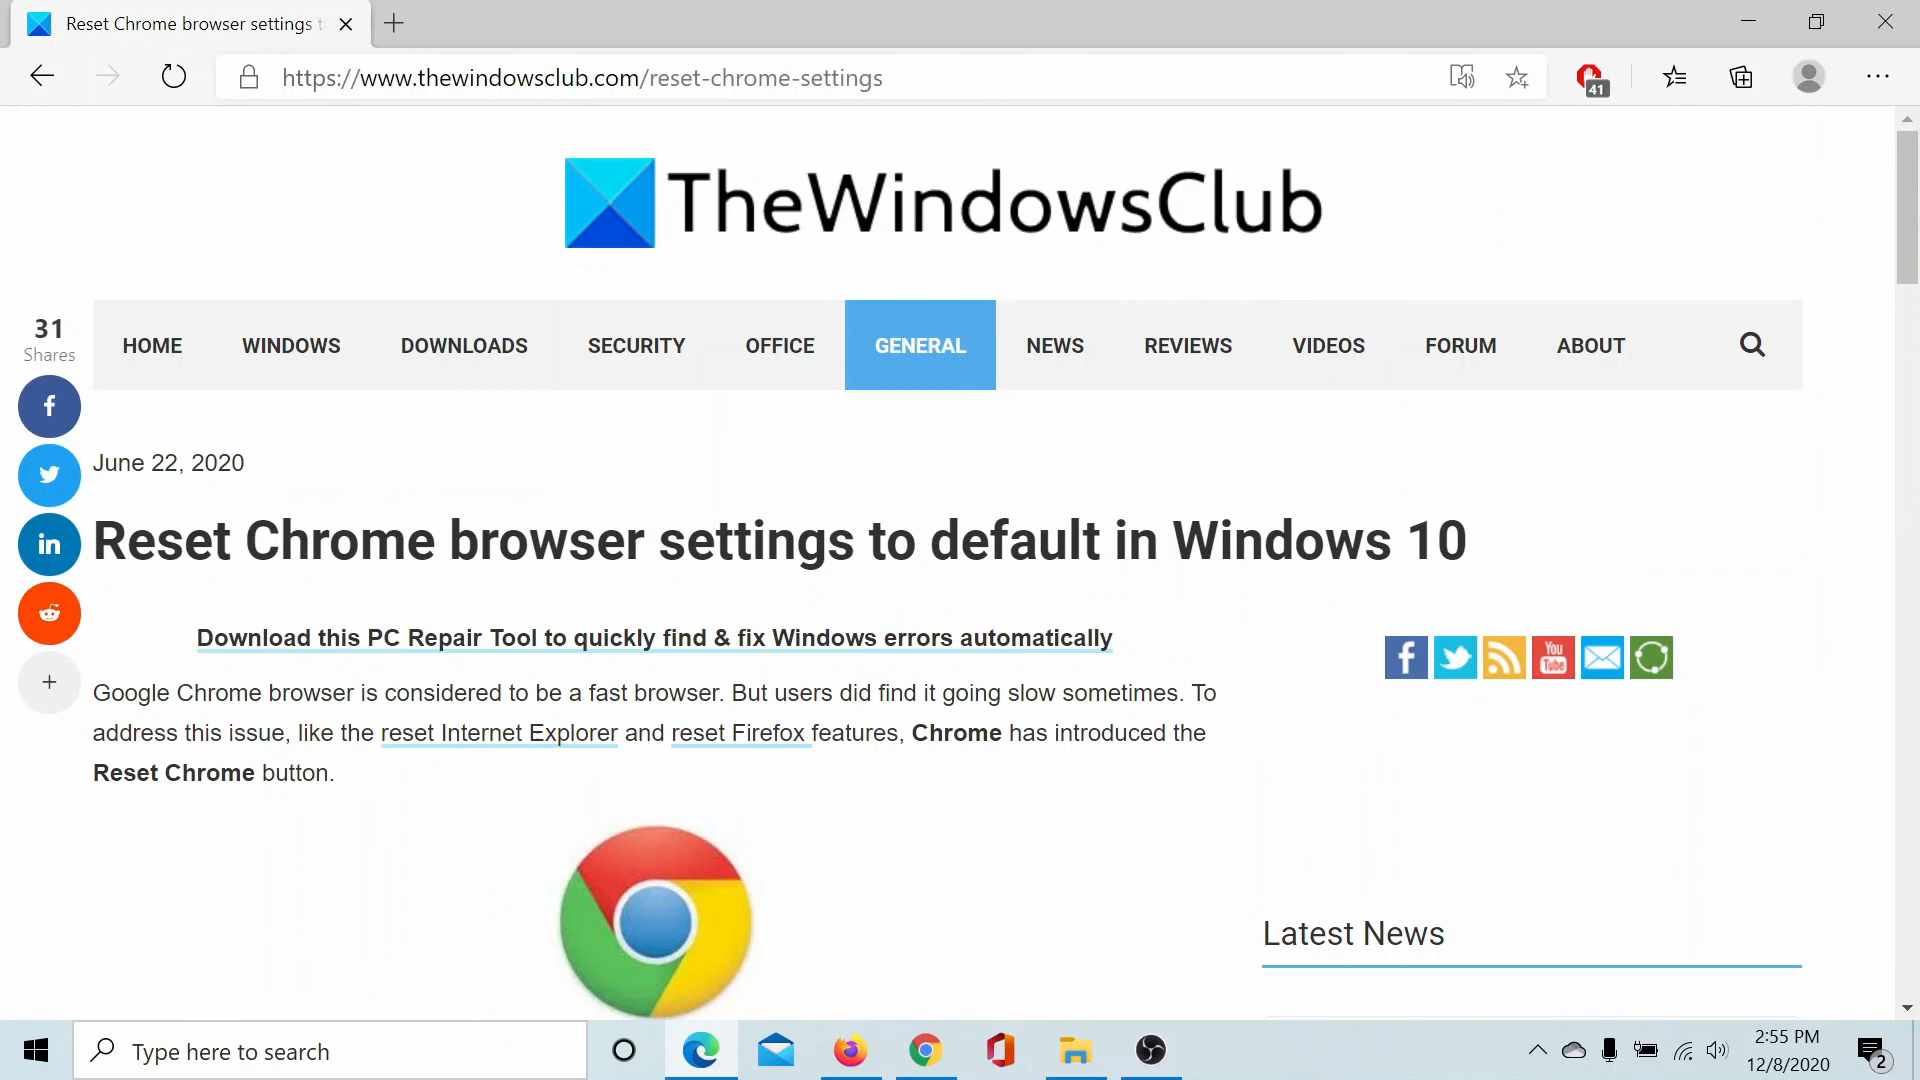 Reset Chrome browser settings t
https://www.thewindowsclub.com/reset-chrome-settings
41
TheWindowsClub
HOME WINDOWS DOWNLOADS SECURITY OFFICE GENERAL NEWS REVIEWS VIDEOS FORUM ABOUT
31
Shares
June 22, 2020
Reset Chrome browser settings to default in Windows 10
Download this PC Repair Tool to quickly find & fix Windows errors automatically
You
Tube
Google Chrome browser is considered to be a fast browser. But users did find it going slow sometimes. To
address this issue, like the reset Internet Explorer and reset Firefox features, Chrome has introduced the
Reset Chrome button.
Latest News
Type here to search
2:55 PM
12/8/2020
2